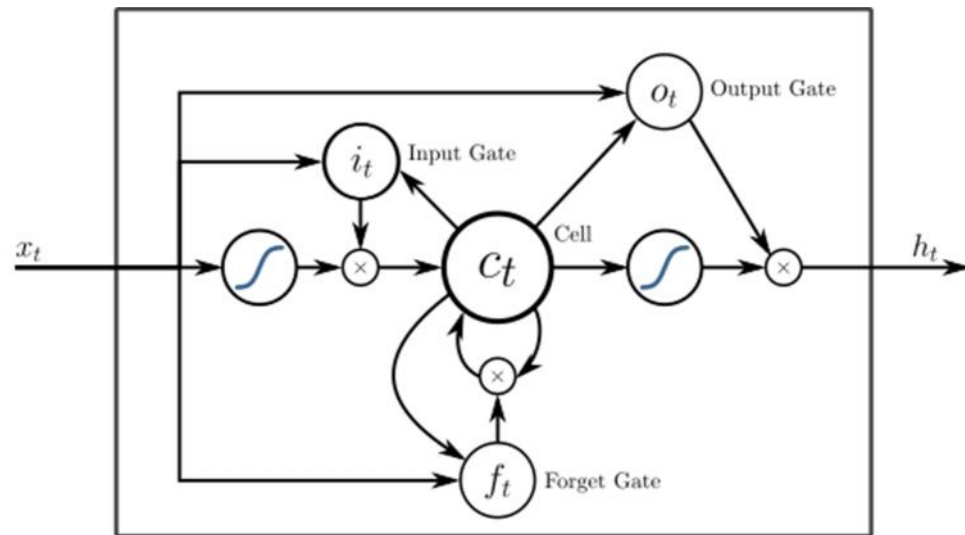 o_t Output Gate
i_t Input Gate
x_t
Cell
c_t
h_t
×
×
×
f_t Forget Gate